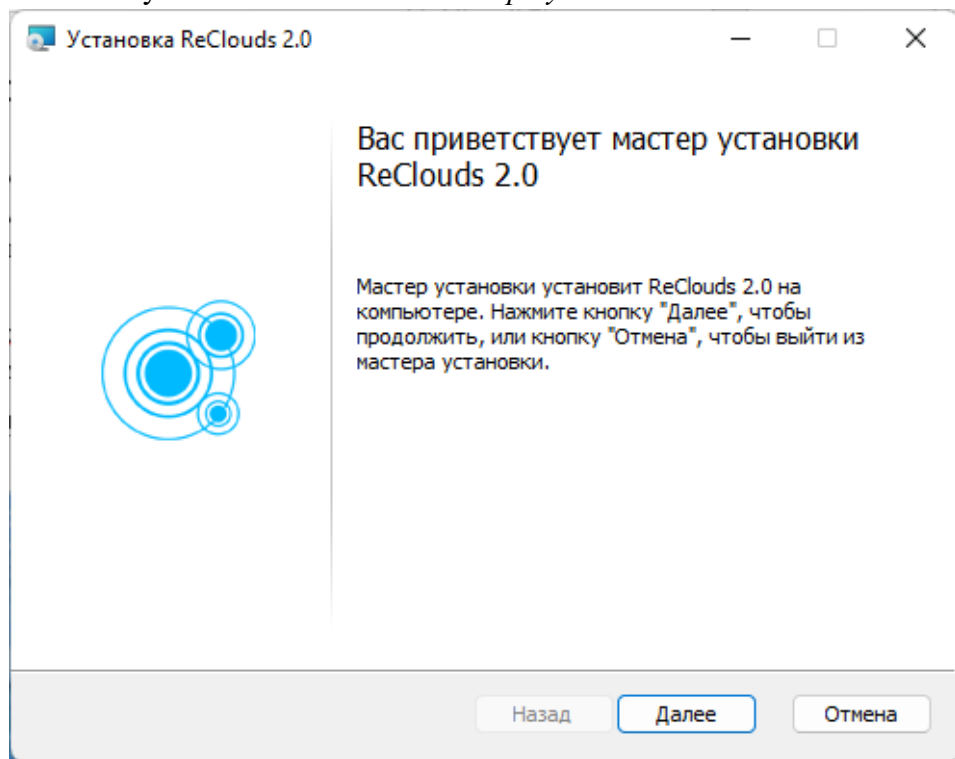 Установка ReClouds 2.0
Вас приветствует мастер установки
ReClouds 2.0
Мастер установки установит ReClouds 2.0 на
компьютере. Нажмите кнопку "Далее", чтобы
продолжить, или кнопку "Отмена", чтобы выйти из
мастера установки.
Назад Далее Отмена